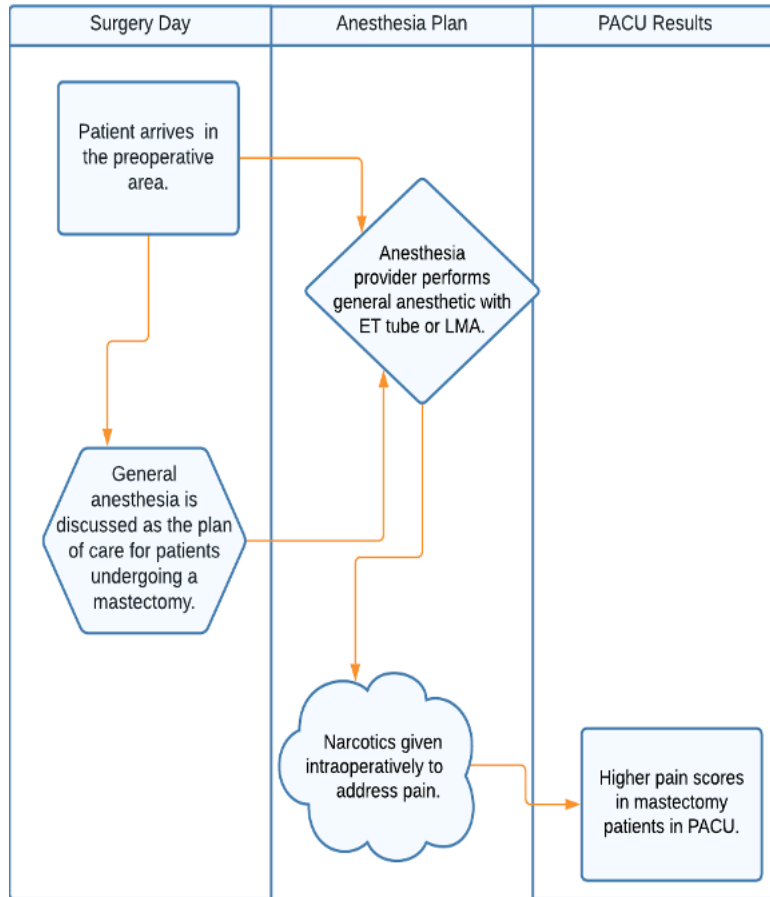 Surgery Day
Anesthesia Plan
PACU Results
Patient arrives in
the preoperative
area.
Anesthesia
provider performs
general anesthetic with
ET tube or LMA.
General
anesthesia is
discussed as the plan
of care for patients
undergoing a
mastectomy.
Narcotics given
intraoperatively to
address pain.
Higher pain scores
in mastectomy
patients in PACU.